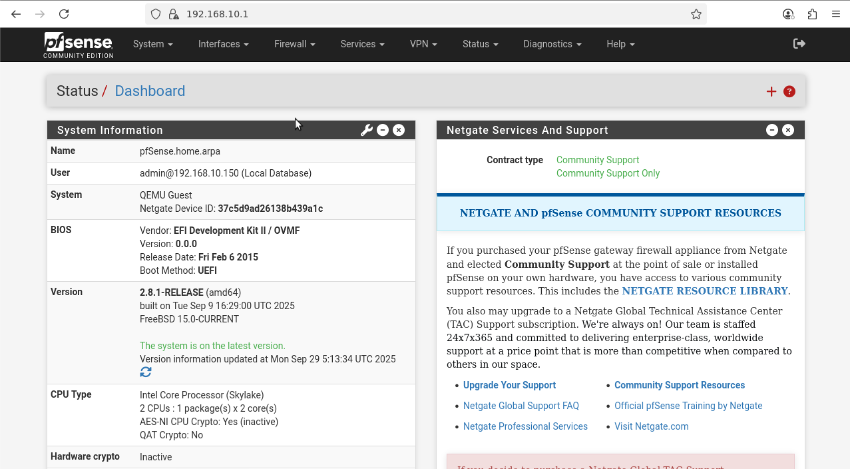 192.168.10.1
pfsense
COMMUNITY EDITION
System Interfaces Firewall Services VPN Status Diagnostics Help
Status / Dashboard
System Information
Name pfSense.home.arpa
User admin@192.168.10.150 (Local Database)
System QEMU Guest
Netgate Device ID: 37c5d9ad26138b439a1c
BIOS Vendor: EFI Development Kit II / OVMF
Version: 0.0.0
Release Date: Fri Feb 6 2015
Boot Method: UEFI
Version 2.8.1-RELEASE (amd64)
built on Tue Sep 9 16:29:00 UTC 2025
FreeBSD 15.0-CURRENT
The system is on the latest version.
Version information updated at Mon Sep 29 5:13:34 UTC 2025
CPU Type Intel Core Processor (Skylake)
2 CPUs : 1 package(s) x 2 core(s)
AES-NI CPU Crypto: Yes (inactive)
QAT Crypto: No
Hardware crypto Inactive
Netgate Services And Support
Contract type Community Support
Community Support Only
NETGATE AND pfSense COMMUNITY SUPPORT RESOURCES
If you purchased your pfSense gateway firewall appliance from Netgate
and elected Community Support at the point of sale or installed
pfSense on your own hardware, you have access to various community
support resources. This includes the NETGATE RESOURCE LIBRARY.
You also may upgrade to a Netgate Global Technical Assistance Center
(TAC) Support subscription. We're always on! Our team is staffed
24x7x365 and committed to delivering enterprise-class, worldwide
support at a price point that is more than competitive when compared to
others in our space.
• Upgrade Your Support • Community Support Resources
• Netgate Global Support FAQ • Official pfSense Training by Netgate
• Netgate Professional Services • Visit Netgate.com
If you decide to purchase a Netgate Global TAC Support